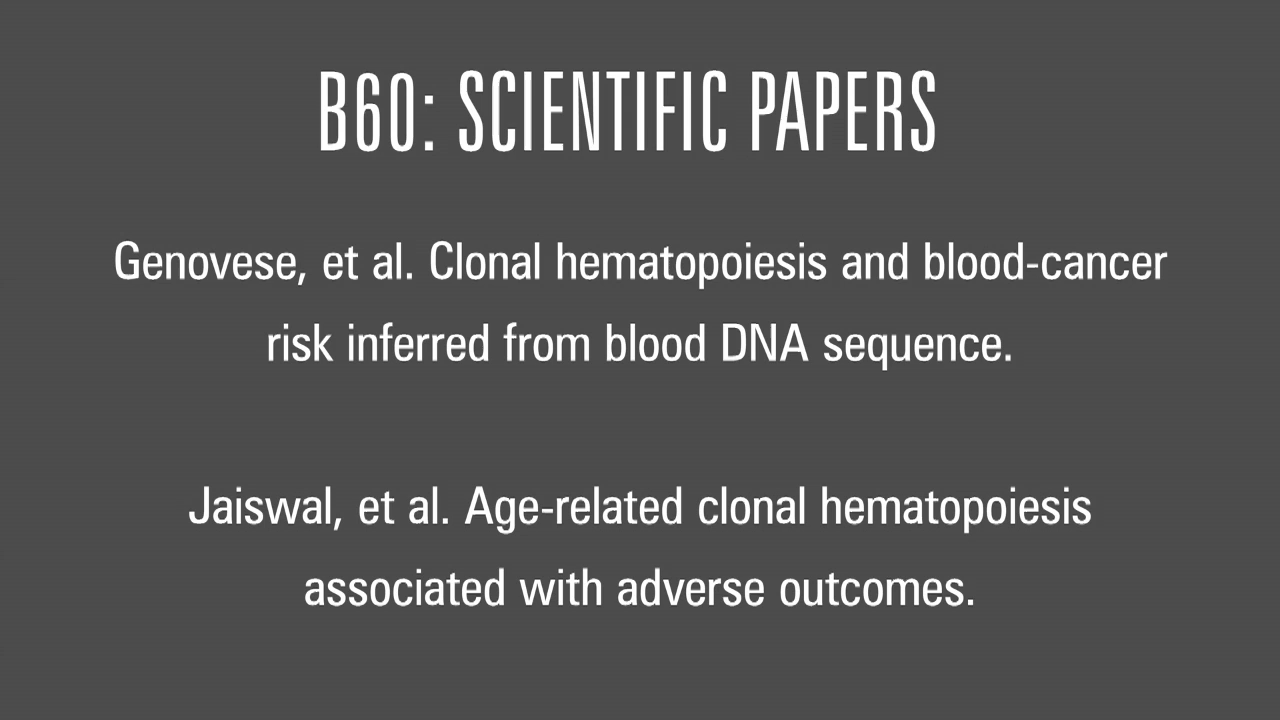 B60: SCIENTIFIC PAPERS
Genovese, et al. Clonal hematopoiesis and blood-cancer
risk inferred from blood DNA sequence.
Jaiswal, et al. Age-related clonal hematopoiesis
associated with adverse outcomes.